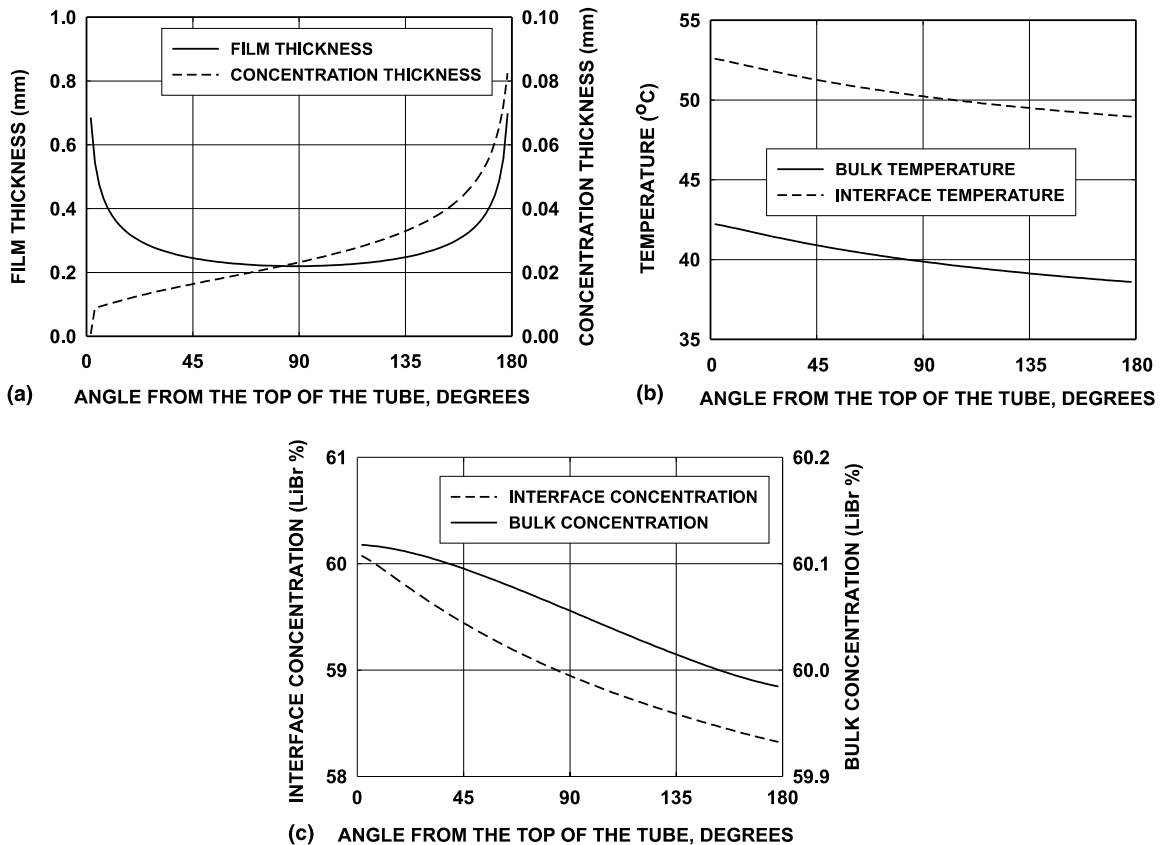 1.0
0.8
0.6
0.4
0.2
0.0
FILM THICKNESS (mm)
FILM THICKNESS
CONCENTRATION THICKNESS
0.10
0.08
0.06
0.04
0.02
0.00
CONCENTRATION THICKNESS (mm)
0 45 90 135 180
(a) ANGLE FROM THE TOP OF THE TUBE, DEGREES
55
50
45
40
35
TEMPERATURE (°C)
BULK TEMPERATURE
INTERFACE TEMPERATURE
0 45 90 135 180
(b) ANGLE FROM THE TOP OF THE TUBE, DEGREES
61
60
59
58
INTERFACE CONCENTRATION (LiBr %)
INTERFACE CONCENTRATION
BULK CONCENTRATION
60.2
60.1
60.0
59.9
BULK CONCENTRATION (LiBr %)
0 45 90 135 180
(c) ANGLE FROM THE TOP OF THE TUBE, DEGREES